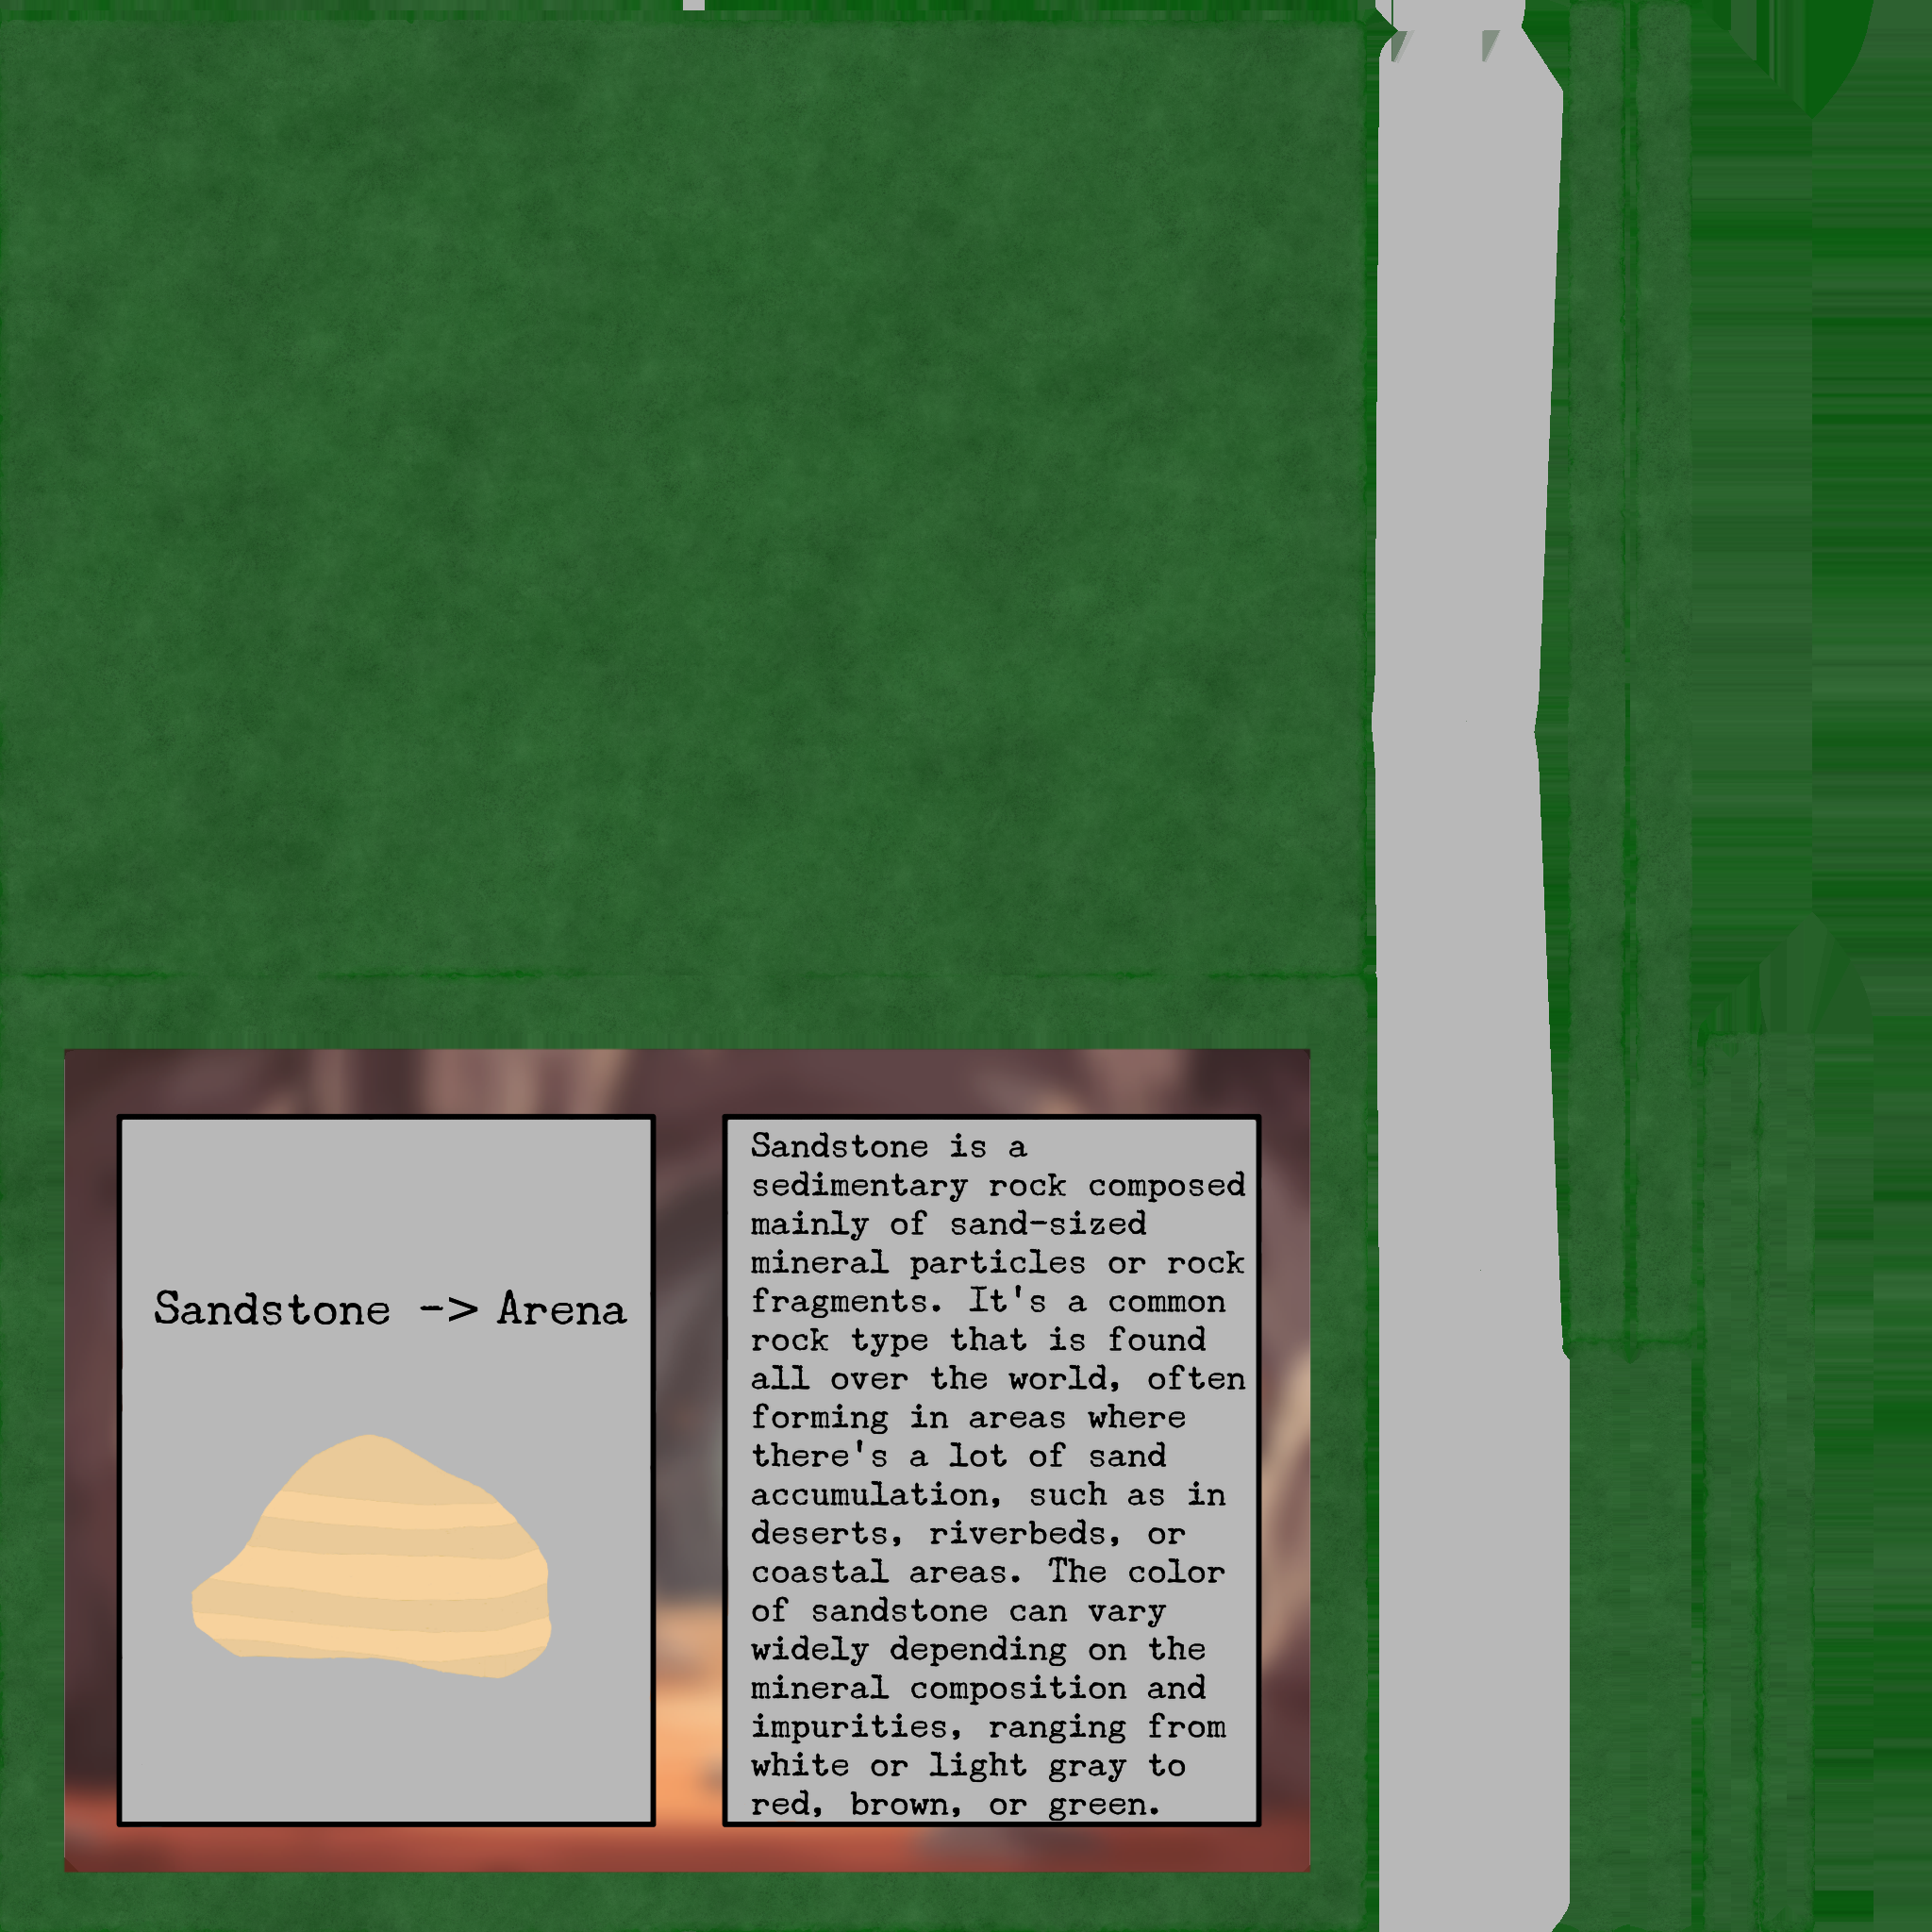 Sandstone -> Arena
Sandstone is a
sedimentary rock composed
mainly of sand-sized
mineral particles or rock
fragments. It's a common
rock type that is found
all over the world, often
forming in areas where
there's a lot of sand
accumulation, such as in
deserts, riverbeds, or
coastal areas. The color
of sandstone can vary
widely depending on the
mineral composition and
impurities, ranging from
white or light gray to
red, brown, or green.